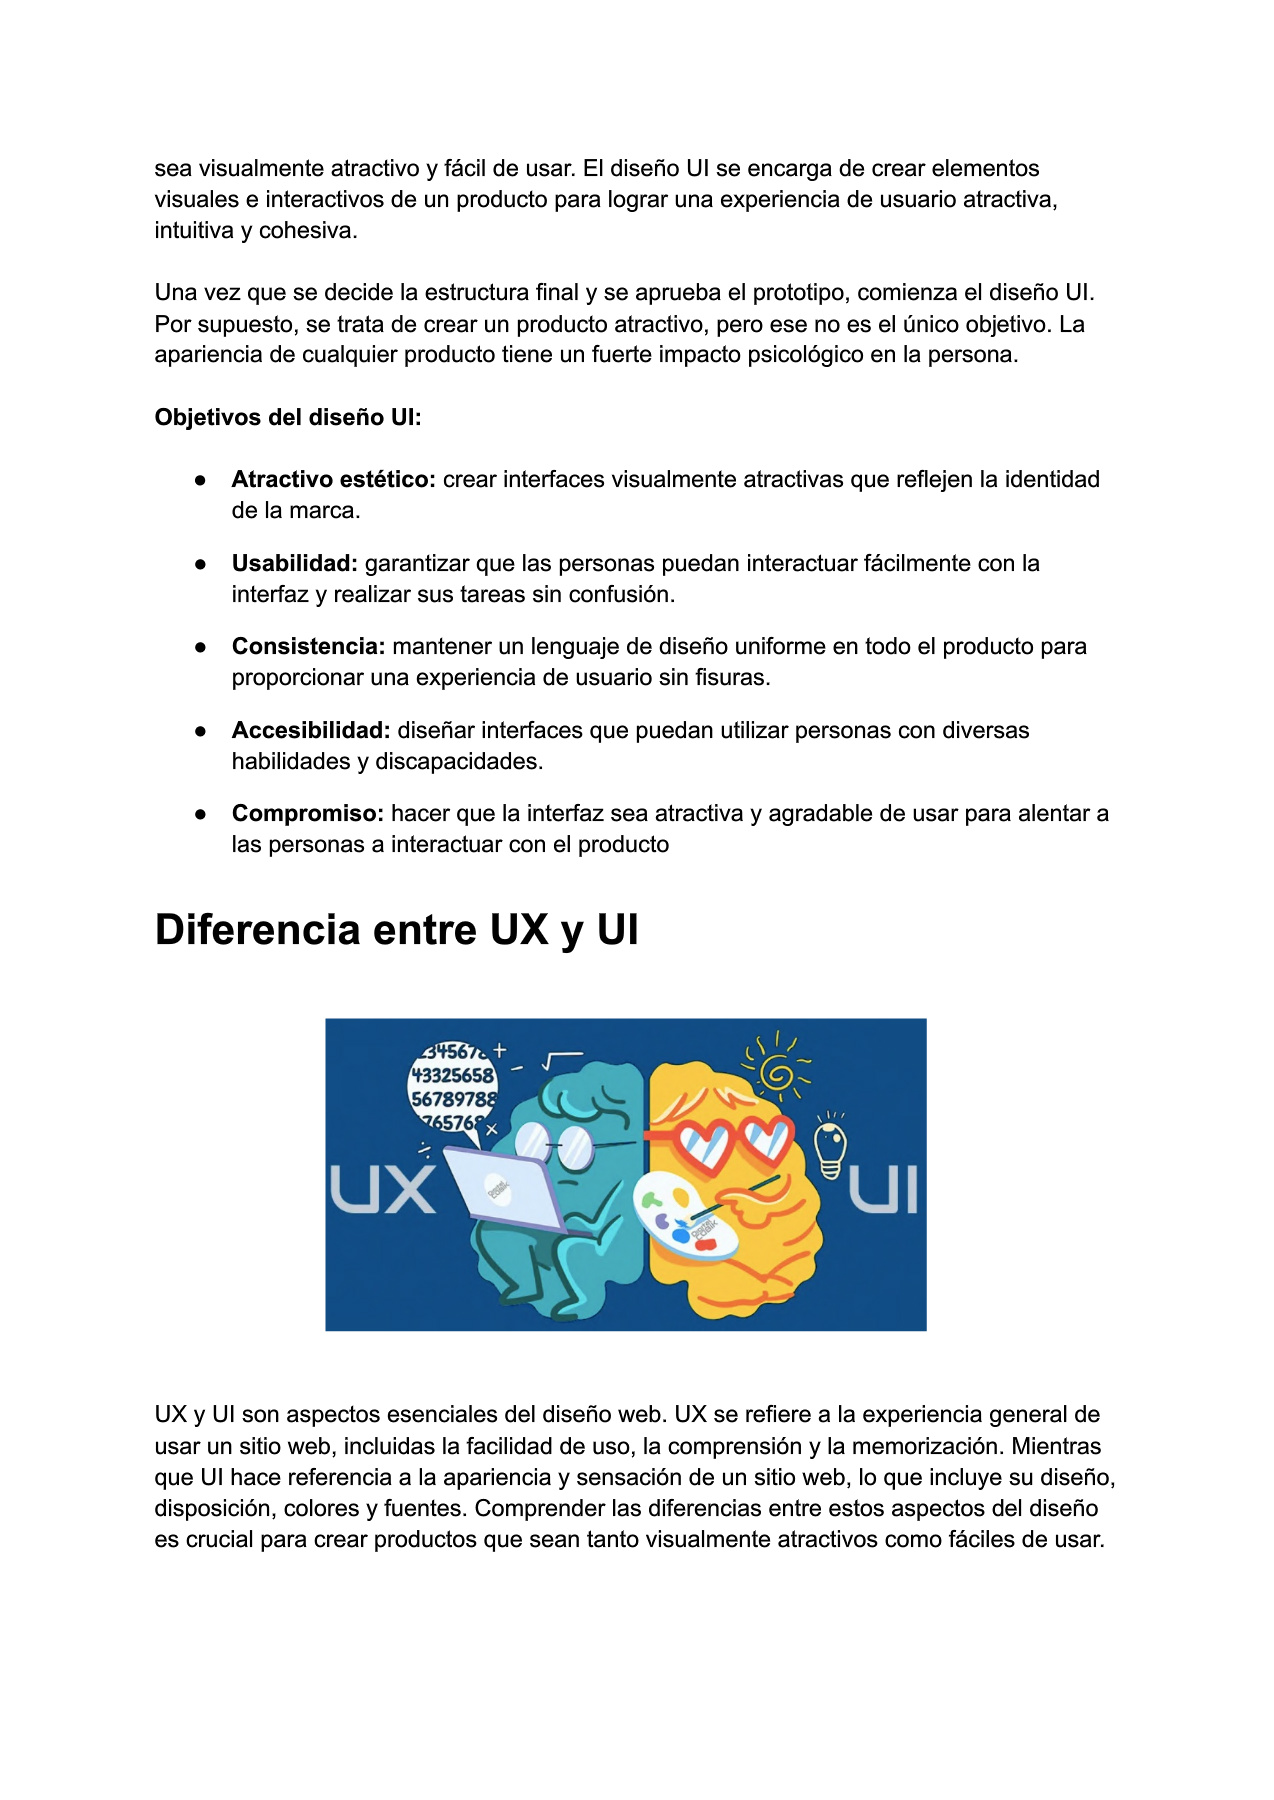 sea visualmente atractivo y fácil de usar. El diseño UI se encarga de crear elementos
visuales e interactivos de un producto para lograr una experiencia de usuario atractiva,
intuitiva y cohesiva.
Una vez que se decide la estructura final y se aprueba el prototipo, comienza el diseño UI.
Por supuesto, se trata de crear un producto atractivo, pero ese no es el único objetivo. La
apariencia de cualquier producto tiene un fuerte impacto psicológico en la persona.
Objetivos del diseño UI:
● Atractivo estético: crear interfaces visualmente atractivas que reflejen la identidad
de la marca.
● Usabilidad: garantizar que las personas puedan interactuar fácilmente con la
interfaz y realizar sus tareas sin confusión.
● Consistencia: mantener un lenguaje de diseño uniforme en todo el producto para
proporcionar una experiencia de usuario sin fisuras.
● Accesibilidad: diseñar interfaces que puedan utilizar personas con diversas
habilidades y discapacidades.
● Compromiso: hacer que la interfaz sea atractiva y agradable de usar para alentar a
las personas a interactuar con el producto
Diferencia entre UX y UI
43325658
56789788
UX
UI
UX y UI son aspectos esenciales del diseño web. UX se refiere a la experiencia general de
usar un sitio web, incluidas la facilidad de uso, la comprensión y la memorización. Mientras
que UI hace referencia a la apariencia y sensación de un sitio web, lo que incluye su diseño,
disposición, colores y fuentes. Comprender las diferencias entre estos aspectos del diseño
es crucial para crear productos que sean tanto visualmente atractivos como fáciles de usar.